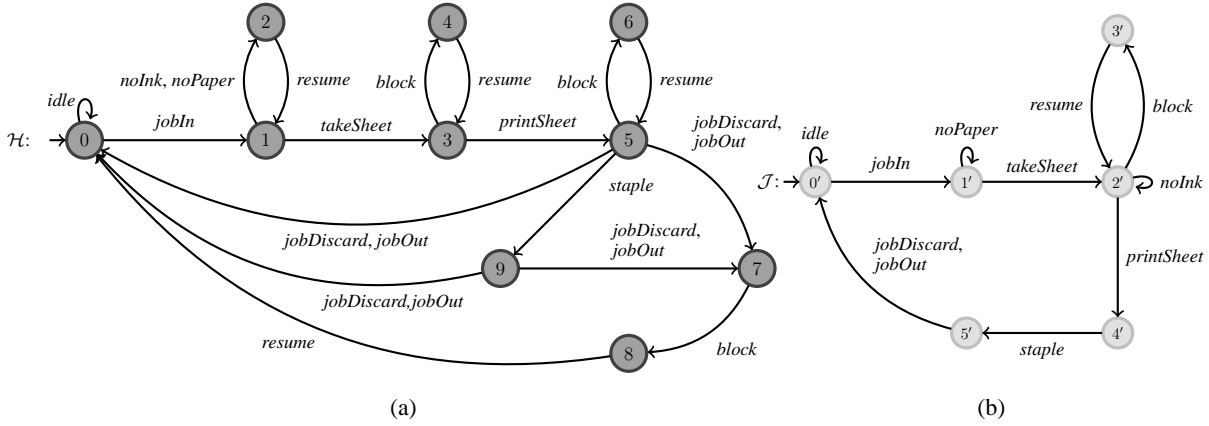 2
4
6
3′
noInk, noPaper
resume
block
resume
block
resume
resume
block
idle
ℋ:
0
jobIn
1
takeSheet
3
printSheet
5
jobDiscard,
jobOut
staple
jobDiscard, jobOut
jobDiscard,
jobOut
9
7
jobDiscard,jobOut
resume
8
block
idle
𝒥:
0′
jobIn
noPaper
1′
takeSheet
2′
noInk
jobDiscard,
jobOut
printSheet
5′
staple
4′
(a)
(b)